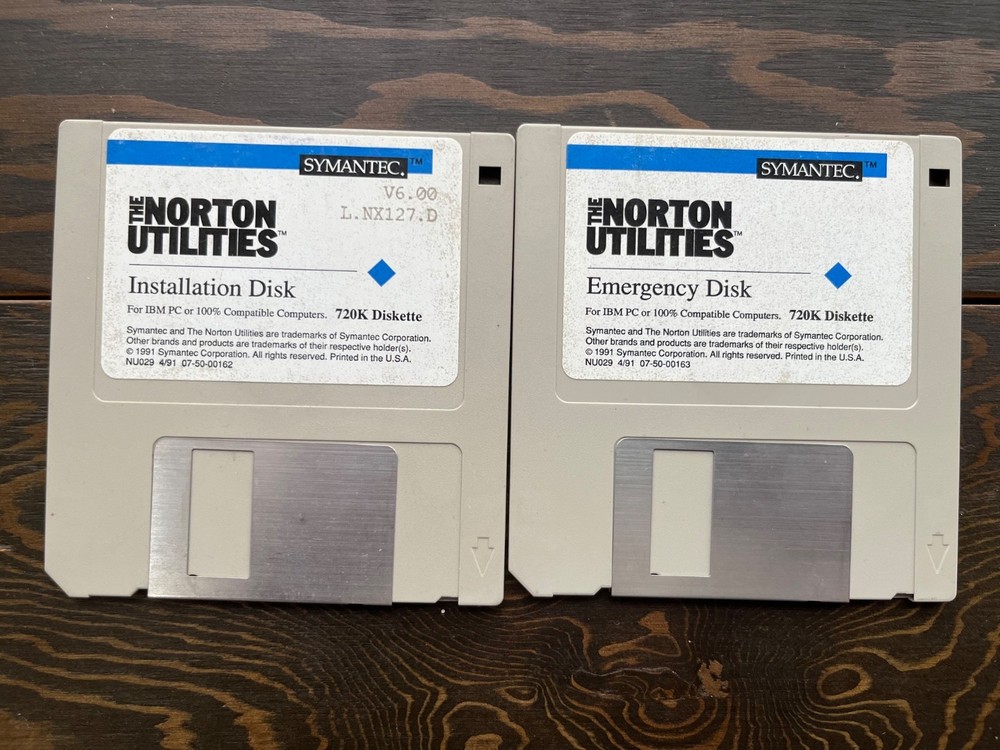 SYMANTEC.™
V6.00
L.NX127.D
THE NORTON
UTILITIES™
Installation Disk
For IBM PC or 100% Compatible Computers. 720K Diskette
Symantec and The Norton Utilities are trademarks of Symantec Corporation.
Other brands and products are trademarks of their respective holder(s).
© 1991 Symantec Corporation. All rights reserved. Printed in the U.S.A.
NU029 4/91 07-50-00162
SYMANTEC.™
THE NORTON
UTILITIES™
Emergency Disk
For IBM PC or 100% Compatible Computers. 720K Diskette
Symantec and The Norton Utilities are trademarks of Symantec Corporation.
Other brands and products are trademarks of their respective holder(s).
© 1991 Symantec Corporation. All rights reserved. Printed in the U.S.A.
NU029 4/91 07-50-00163